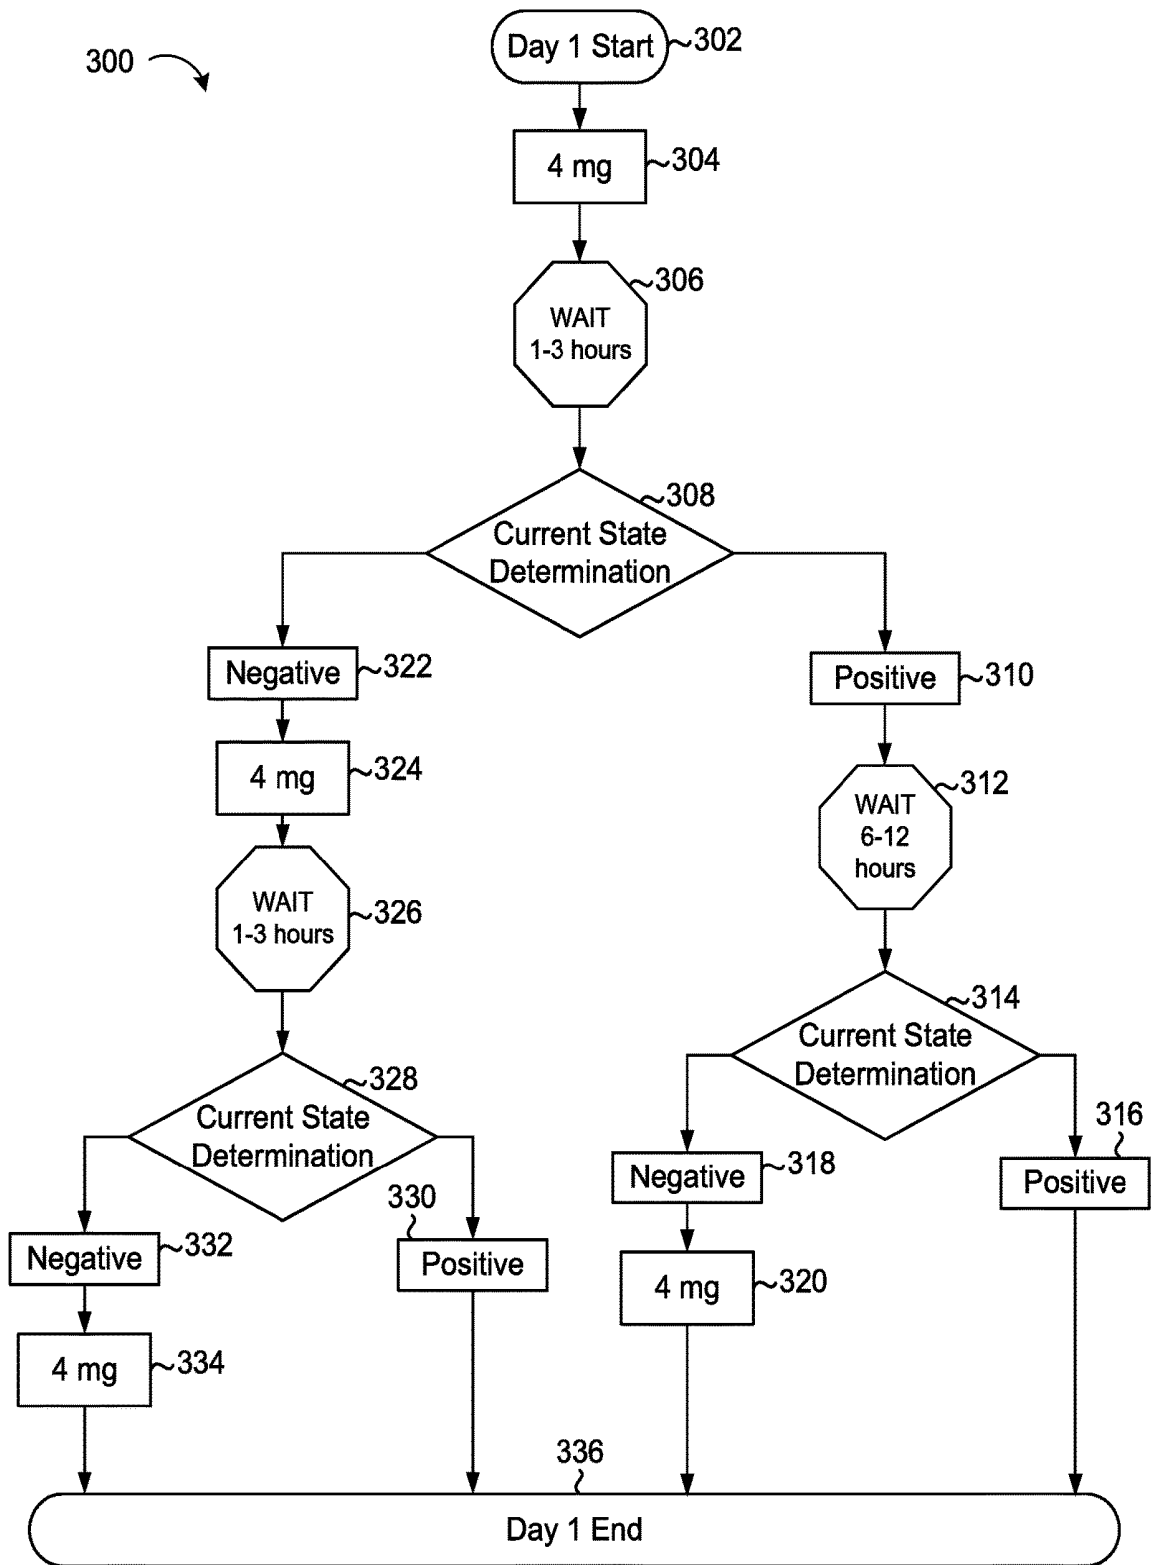 300
Day 1 Start
302
4 mg
304
WAIT
1-3 hours
306
Current State
Determination
308
Negative
322
4 mg
324
WAIT
1-3 hours
326
Current State
Determination
328
Negative
332
4 mg
334
330
Positive
Positive
310
WAIT
6-12
hours
312
Current State
Determination
314
Negative
318
4 mg
320
316
Positive
336
Day 1 End